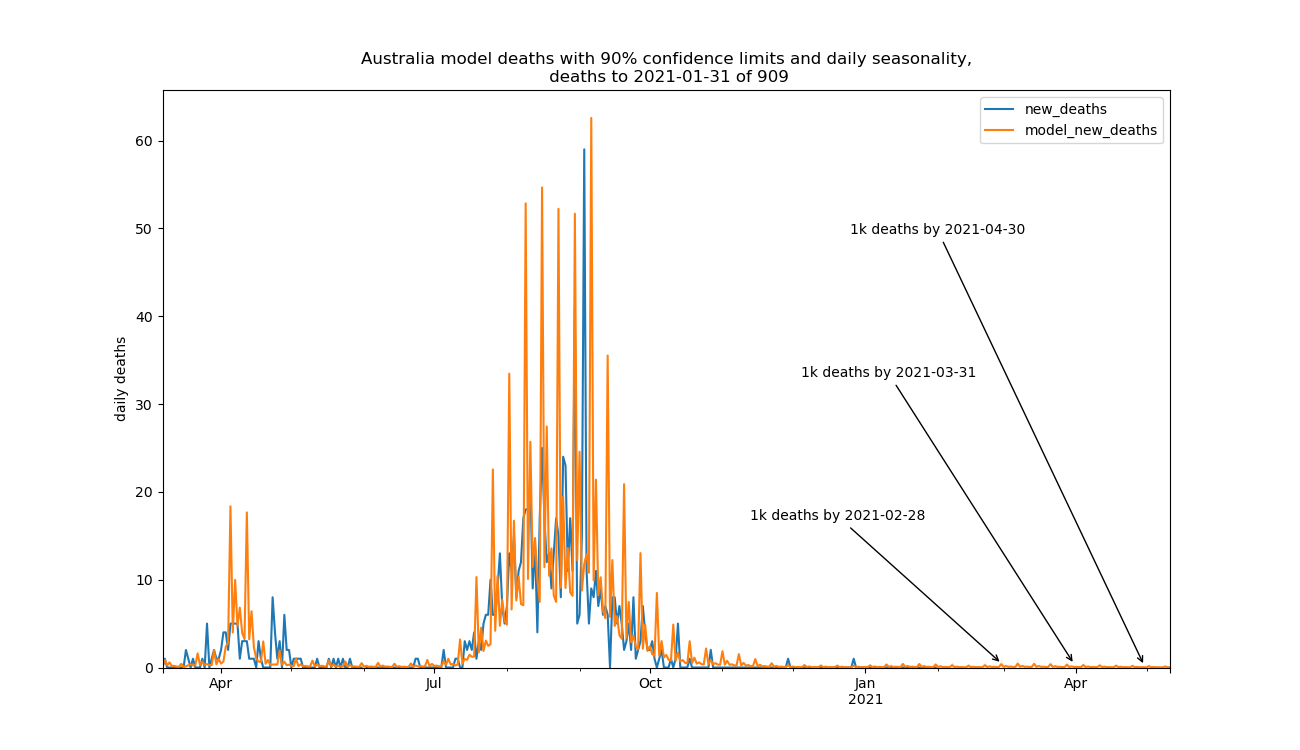 Australia model deaths with 90% confidence limits and daily seasonality,
deaths to 2021-01-31 of 909
new_deaths
model_new_deaths
daily deaths
60
50
40
30
20
10
0
1k deaths by 2021-04-30
1k deaths by 2021-03-31
1k deaths by 2021-02-28
Apr
Jul
Oct
Jan
2021
Apr